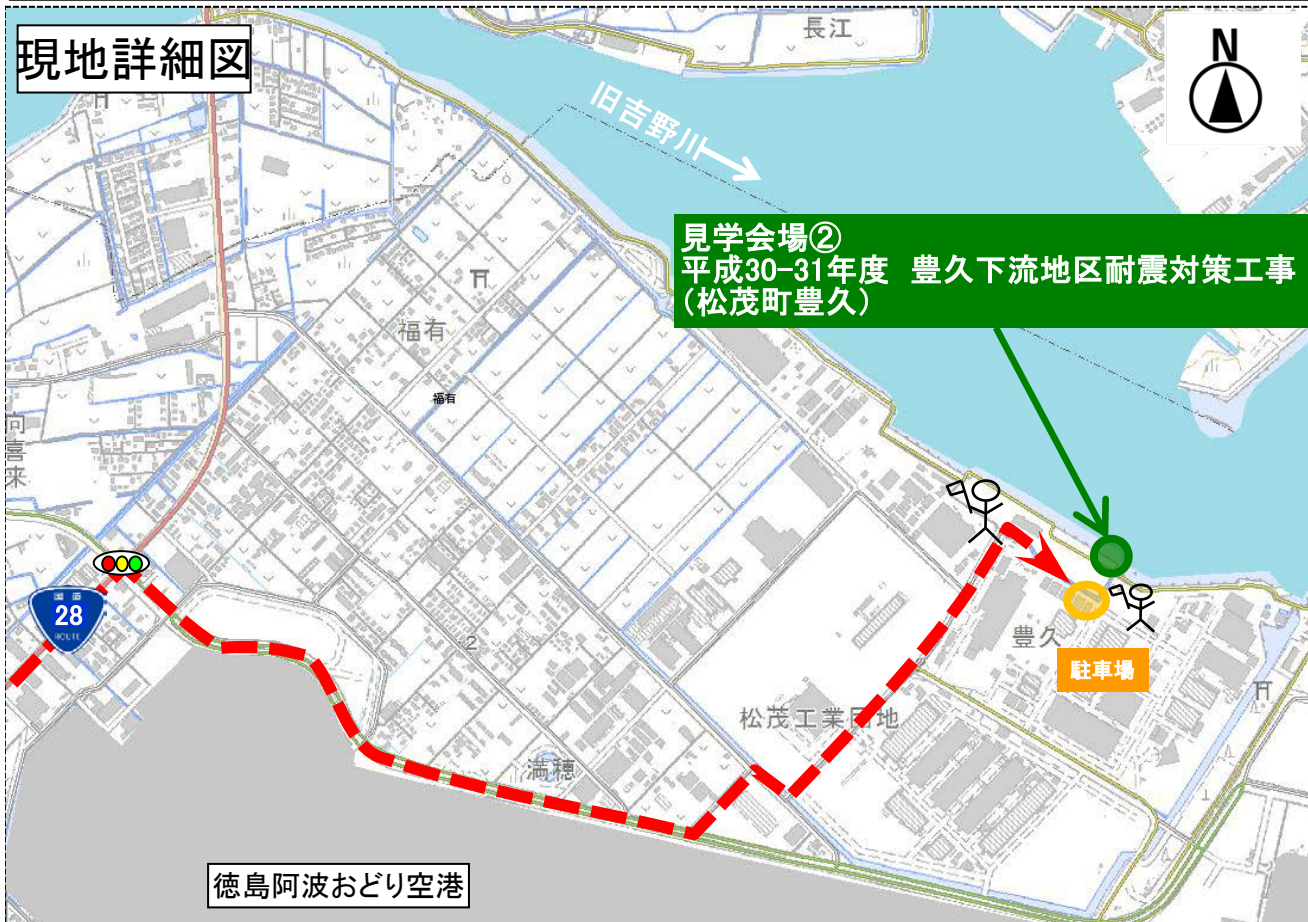 現地詳細図
長江
N
旧吉野川
見学会場②
平成30-31年度 豊久下流地区耐震対策工事
(松茂町豊久)
福有
福有
向喜来
国道
28
ROUTE
2
豊久
駐車場
松茂工業団地
満穂
徳島阿波おどり空港